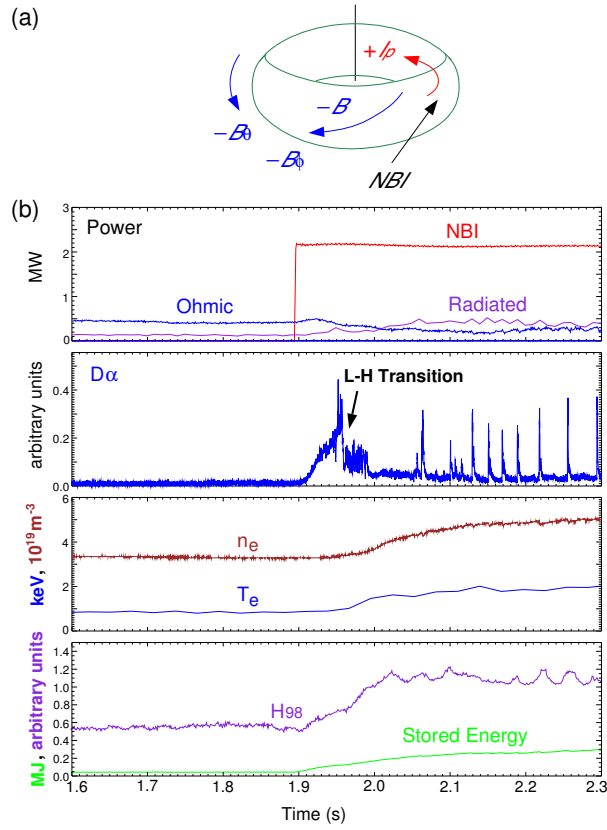 (a)
+Ip
−B
−Bθ
−Bϕ
NBI
(b)
3
Power
NBI
2
MW
1
Ohmic
Radiated
0
Dα
L-H Transition
0.4
arbitrary units
0.2
0.0
6
keV, 10¹⁹m⁻³
ne
4
2
Te
0
MJ, arbitrary units
1.4
1.2
1.0
0.8
H98
0.6
Stored Energy
0.4
0.2
0.0
1.6 1.7 1.8 1.9 2.0 2.1 2.2 2.3
Time (s)